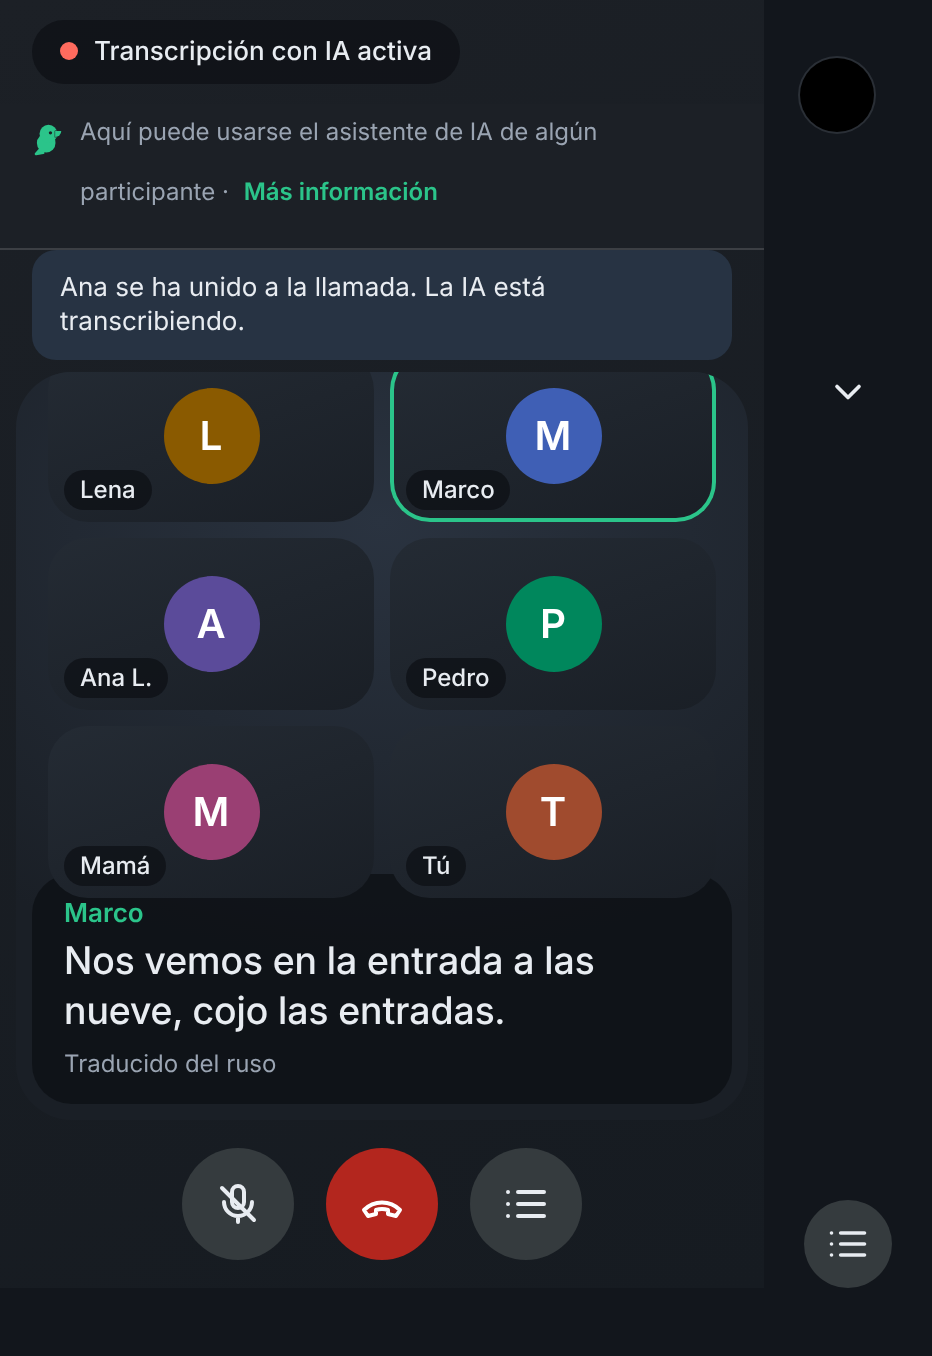 Transcripción con IA activa
Aquí puede usarse el asistente de IA de algún
participante · Más información
Ana se ha unido a la llamada. La IA está
transcribiendo.
L
Lena
M
Marco
A
Ana L.
P
Pedro
M
Mamá
T
Tú
Marco
Nos vemos en la entrada a las
nueve, cojo las entradas.
Traducido del ruso